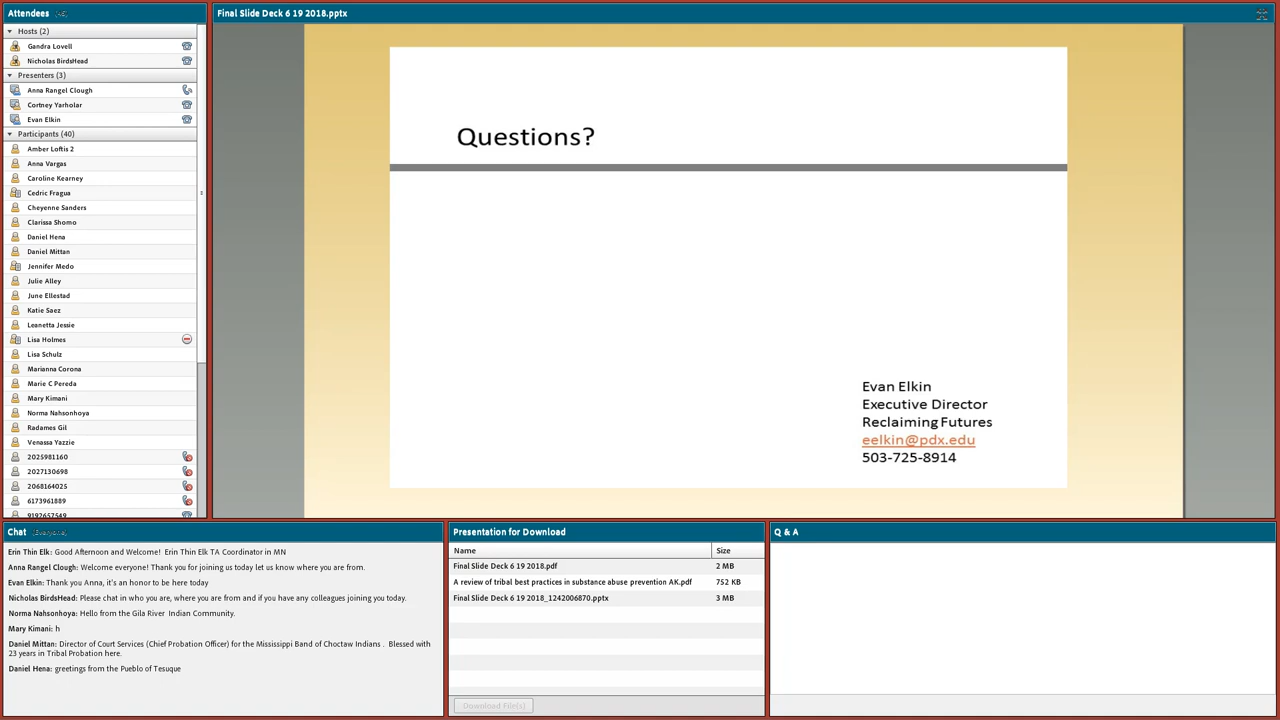 Attendees
Hosts (2)
Gandra Lovell
Nicholas BirdsHead
Presenters (3)
Anna Rangel Clough
Cortney Yarholar
Evan Elkin
Participants (40)
Amber Loftis 2
Anna Vargas
Caroline Kearney
Cedric Fragua
Cheyenne Sanders
Clarissa Shomo
Daniel Hena
Daniel Mittan
Jennifer Medo
Julie Alley
June Ellestad
Katie Saez
Leanetta Jessie
Lisa Holmes
Lisa Schulz
Marianna Corona
Marie C Pereda
Mary Kimani
Norma Nahsonhoya
Radames Gil
Venassa Yazzie
2025981160
2027130698
2068164025
6173961889
9192657549
Final Slide Deck 6 19 2018.pptx
Questions?
Evan Elkin
Executive Director
Reclaiming Futures
eelkin@pdx.edu
503-725-8914
Chat (Everyone)
Erin Thin Elk: Good Afternoon and Welcome! Erin Thin Elk TA Coordinator in MN
Anna Rangel Clough: Welcome everyone! Thank you for joining us today let us know where you are from.
Evan Elkin: Thank you Anna, it's an honor to be here today
Nicholas BirdsHead: Please chat in who you are, where you are from and if you have any colleagues joining you today.
Norma Nahsonhoya: Hello from the Gila River Indian Community.
Mary Kimani: h
Daniel Mittan: Director of Court Services (Chief Probation Officer) for the Mississippi Band of Choctaw Indians . Blessed with
23 years in Tribal Probation here.
Daniel Hena: greetings from the Pueblo of Tesuque
Presentation for Download
Name Size
Final Slide Deck 6 19 2018.pdf 2 MB
A review of tribal best practices in substance abuse prevention AK.pdf 752 KB
Final Slide Deck 6 19 2018_1242006870.pptx 3 MB
Download File(s)
Q & A